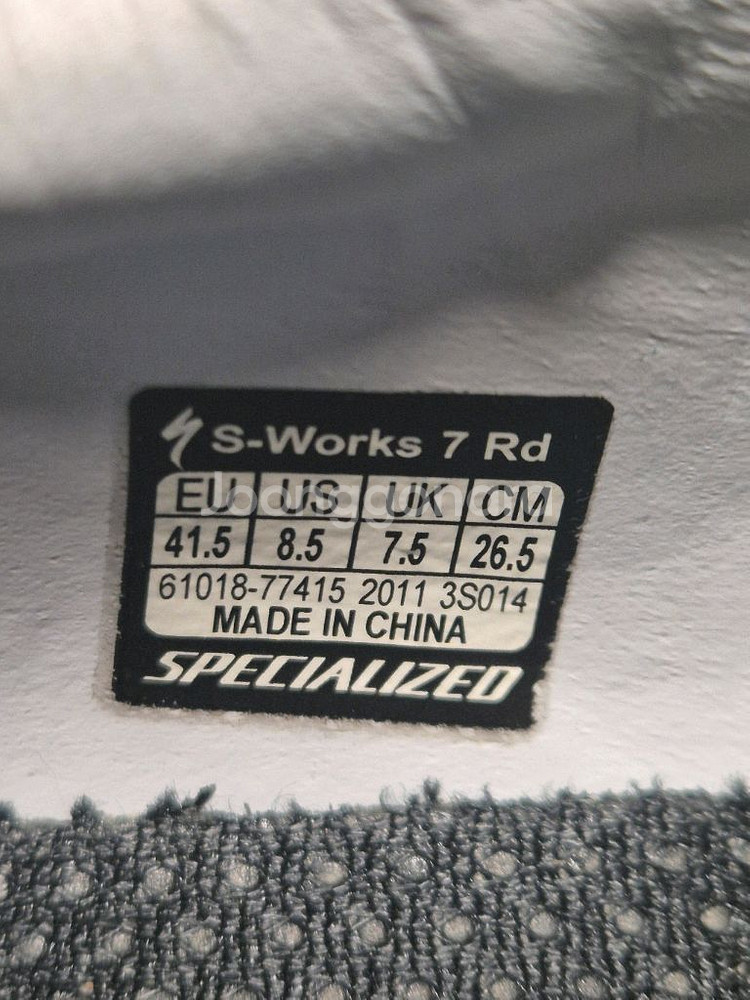 S-Works 7 Rd
EU US UK CM
41.5 8.5 7.5 26.5
61018-77415 2011 3S014
MADE IN CHINA
SPECIALIZED